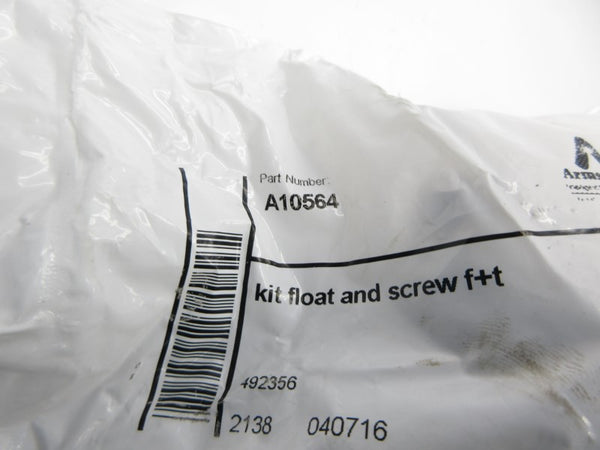 Part Number:
A10564
kit float and screw f+t
492356
2138 040716